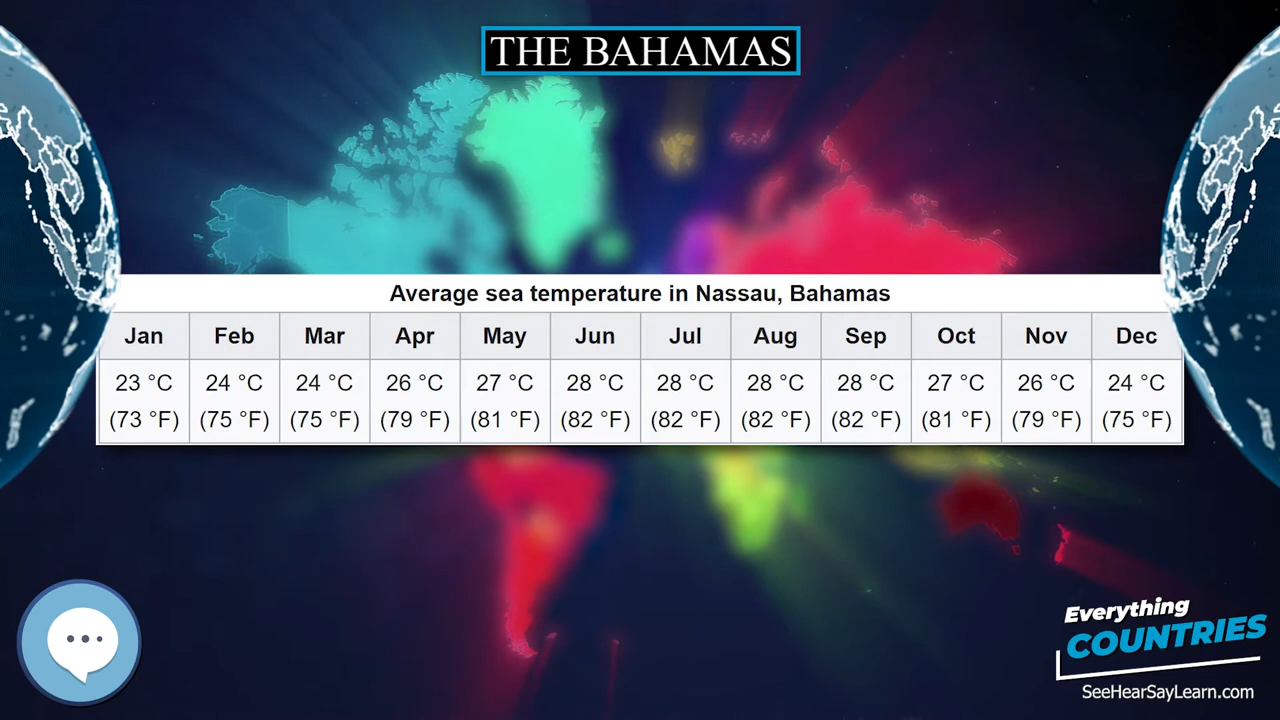 THE BAHAMAS
Average sea temperature in Nassau, Bahamas
Jan Feb Mar Apr May Jun Jul Aug Sep Oct Nov Dec
23 °C 24 °C 24 °C 26 °C 27 °C 28 °C 28 °C 28 °C 28 °C 27 °C 26 °C 24 °C
(73 °F) (75 °F) (75 °F) (79 °F) (81 °F) (82 °F) (82 °F) (82 °F) (82 °F) (81 °F) (79 °F) (75 °F)
Everything
COUNTRIES
SeeHearSayLearn.com